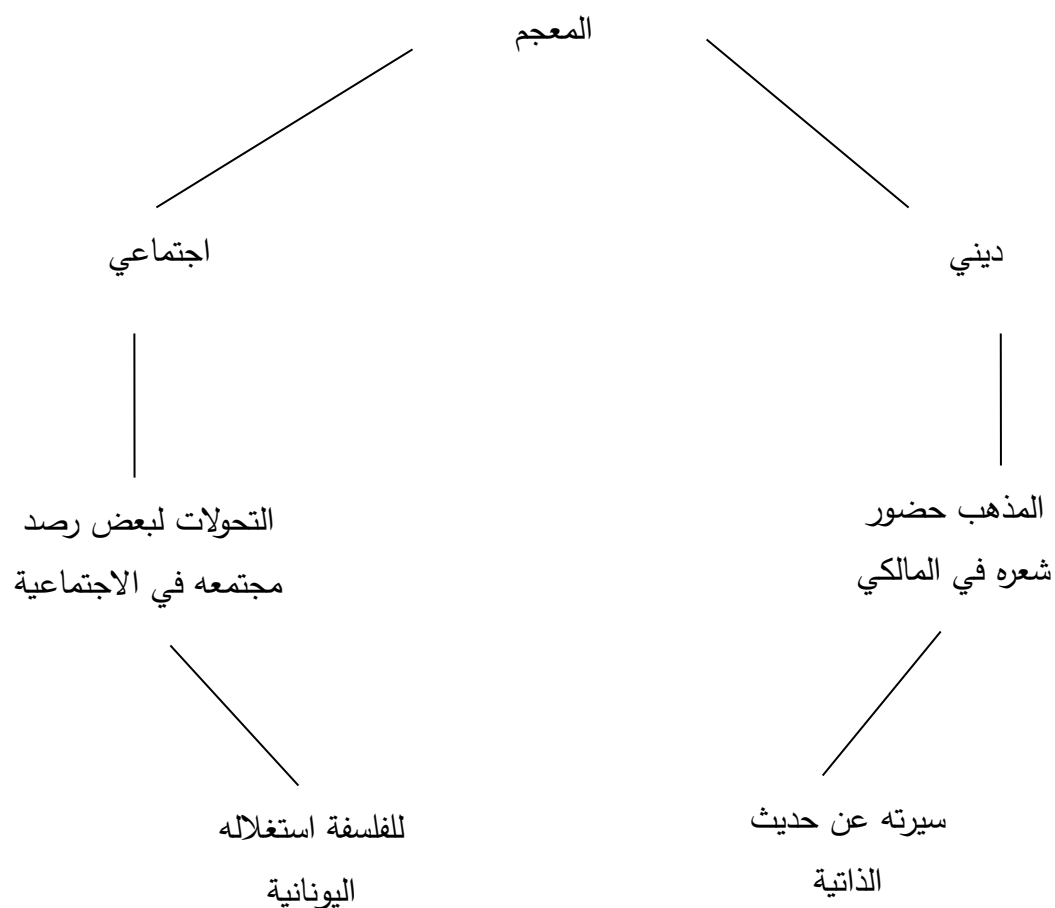 المعجم
ديني
اجتماعي
المذهب حضور
شعره في المالكي
التحولات لبعض رصد
مجتمعه في الاجتماعية
سيرته عن حديث
الذاتية
للفلسفة استغلاله
اليونانية